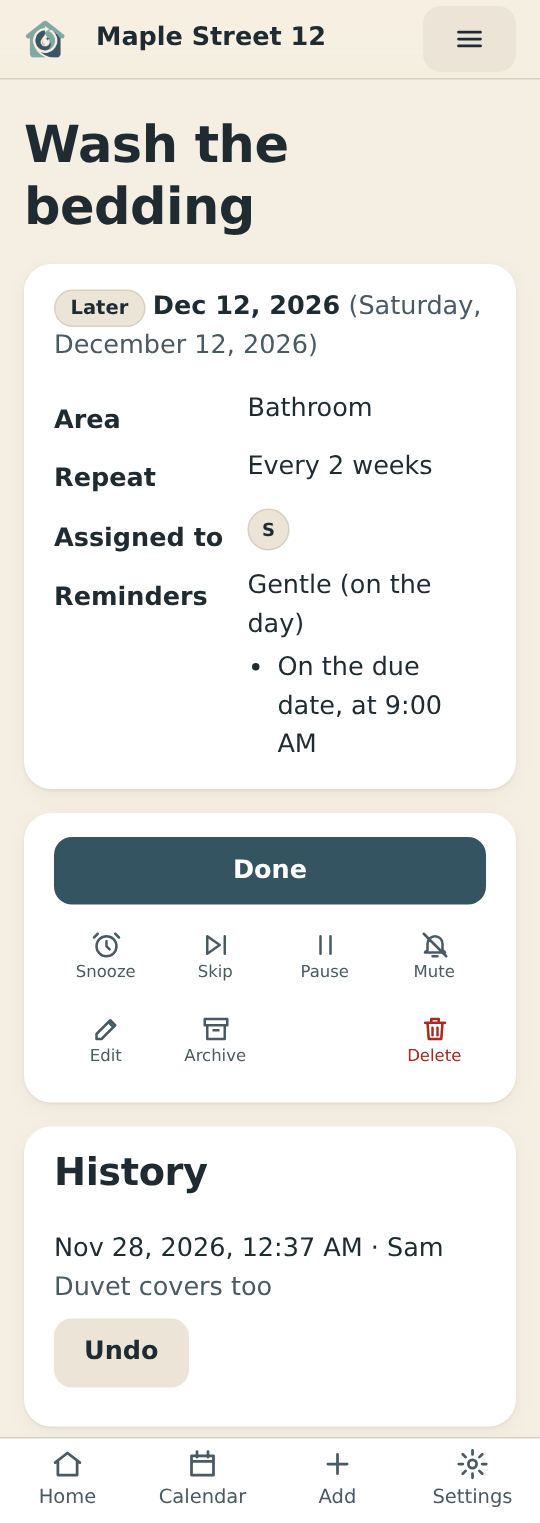 Maple Street 12
Wash the
bedding
Later Dec 12, 2026 (Saturday,
December 12, 2026)
Area Bathroom
Repeat Every 2 weeks
Assigned to S
Reminders Gentle (on the
day)
• On the due
date, at 9:00
AM
Done
Snooze Skip Pause Mute
Edit Archive Delete
History
Nov 28, 2026, 12:37 AM · Sam
Duvet covers too
Undo
Home Calendar Add Settings